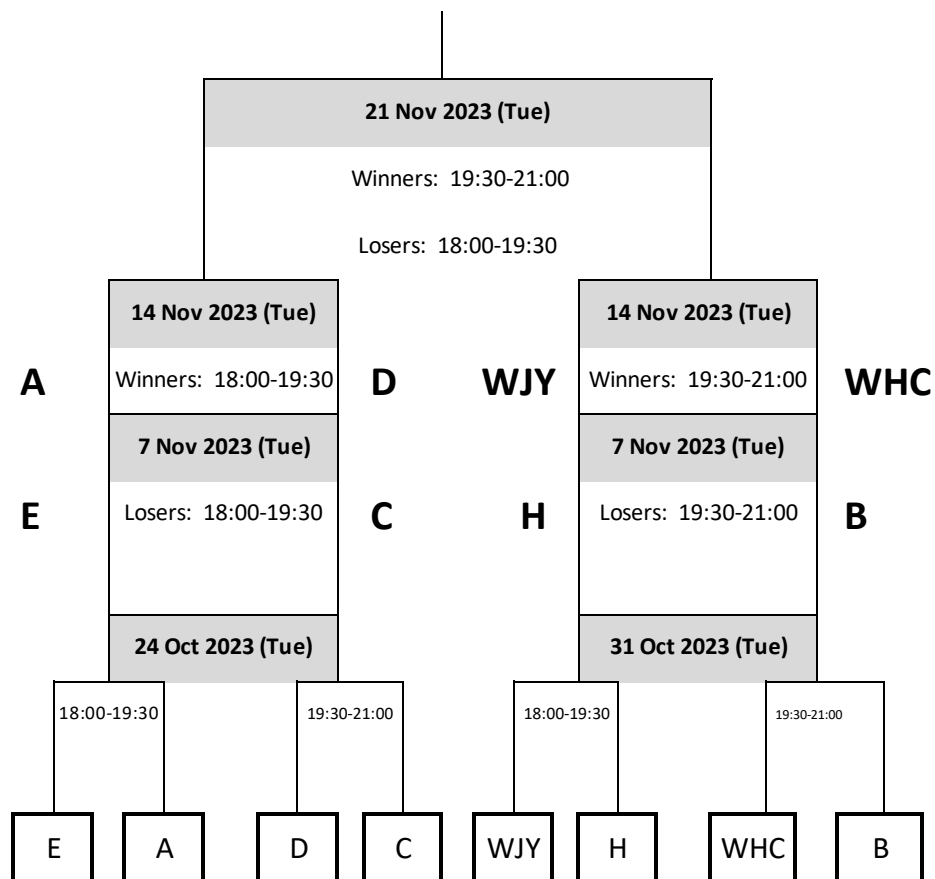 21 Nov 2023 (Tue)
Winners: 19:30-21:00
Losers: 18:00-19:30
14 Nov 2023 (Tue) 14 Nov 2023 (Tue)
A Winners: 18:00-19:30 D WJY Winners: 19:30-21:00 WHC
7 Nov 2023 (Tue) 7 Nov 2023 (Tue)
E Losers: 18:00-19:30 C H Losers: 19:30-21:00 B
24 Oct 2023 (Tue) 31 Oct 2023 (Tue)
18:00-19:30 19:30-21:00 18:00-19:30 19:30-21:00
E A D C WJY H WHC B